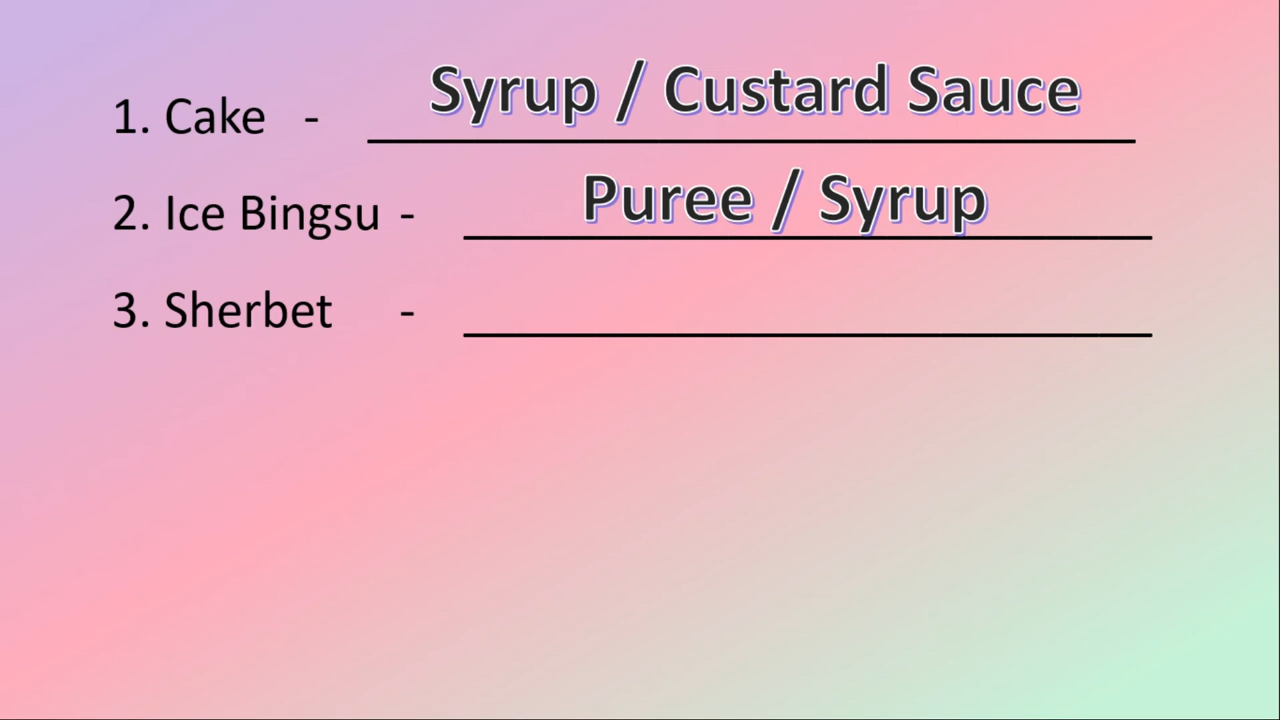 1. Cake - Syrup / Custard Sauce
2. Ice Bingsu - Puree / Syrup
3. Sherbet -